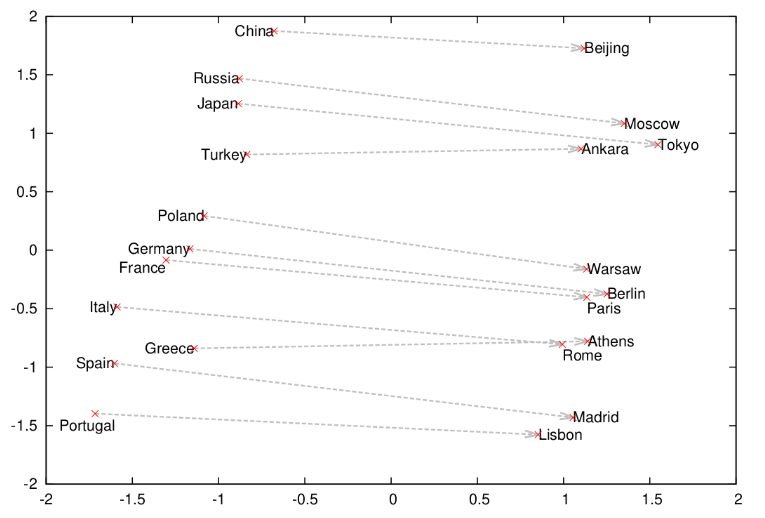 2
China
Beijing
1.5
Russia
Japan
Moscow
1
Tokyo
Turkey
Ankara
0.5
Poland
0
Germany
France
Warsaw
Berlin
-0.5
Italy
Paris
Greece
Athens
Rome
-1
Spain
Madrid
-1.5
Portugal
Lisbon
-2
-2 -1.5 -1 -0.5 0 0.5 1 1.5 2